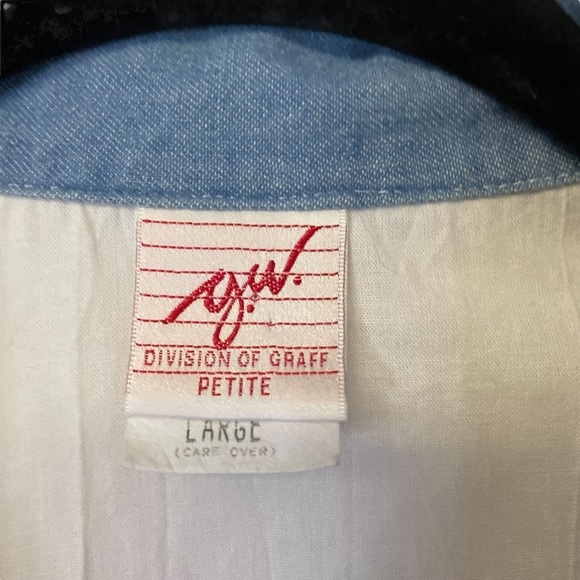 g.w.
DIVISION OF GRAFF
PETITE
LARGE
(CARE OVER)